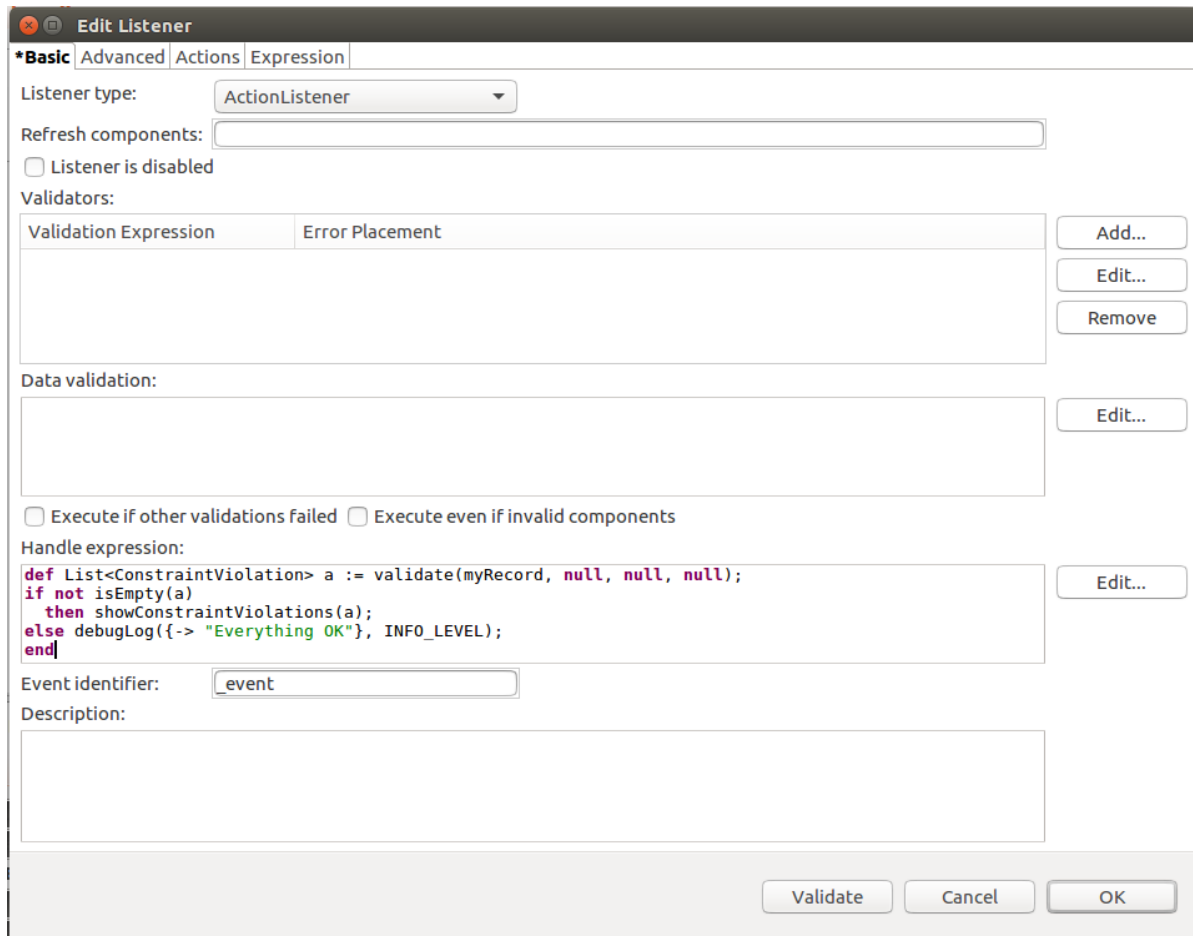 Edit Listener
*Basic Advanced Actions Expression
Listener type: ActionListener
Refresh components:
Listener is disabled
Validators:
Validation Expression Error Placement
Add...
Edit...
Remove
Data validation:
Edit...
Execute if other validations failed Execute even if invalid components
Handle expression:
def List<ConstraintViolation> a := validate(myRecord, null, null, null);
if not isEmpty(a)
then showConstraintViolations(a);
else debugLog({-> "Everything OK"}, INFO_LEVEL);
end
Edit...
Event identifier: _event
Description:
Validate Cancel OK